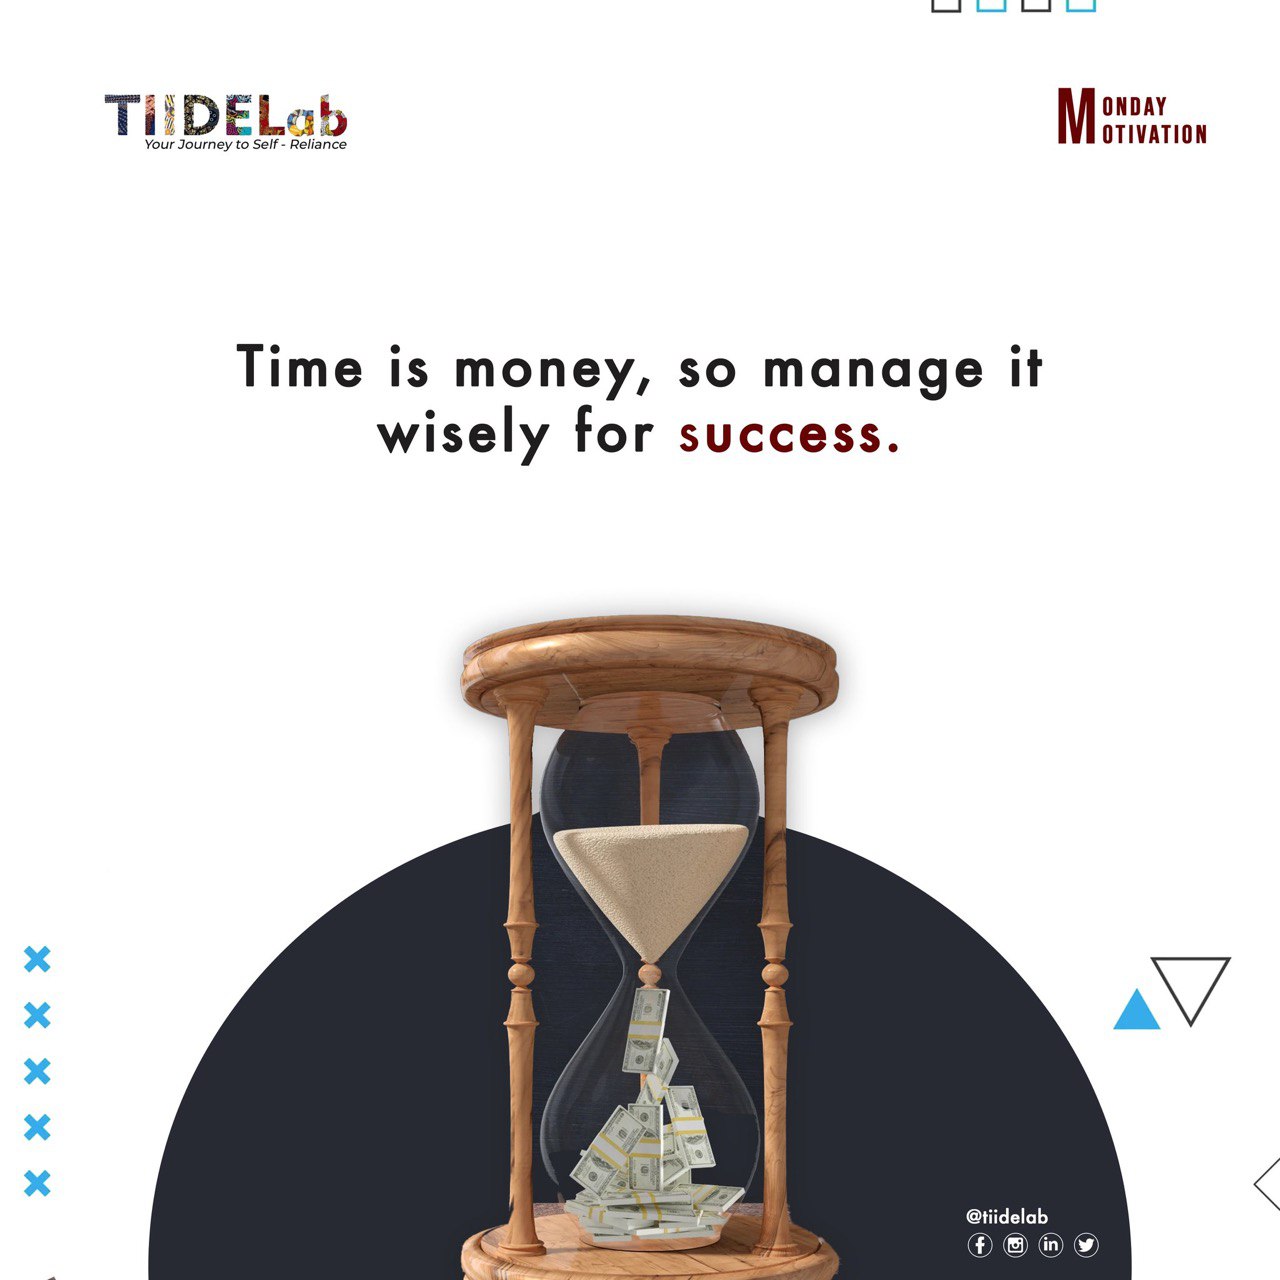 TIIDELab
Your Journey to Self - Reliance
MONDAY
MOTIVATION
Time is money, so manage it
wisely for success.
@tiidelab